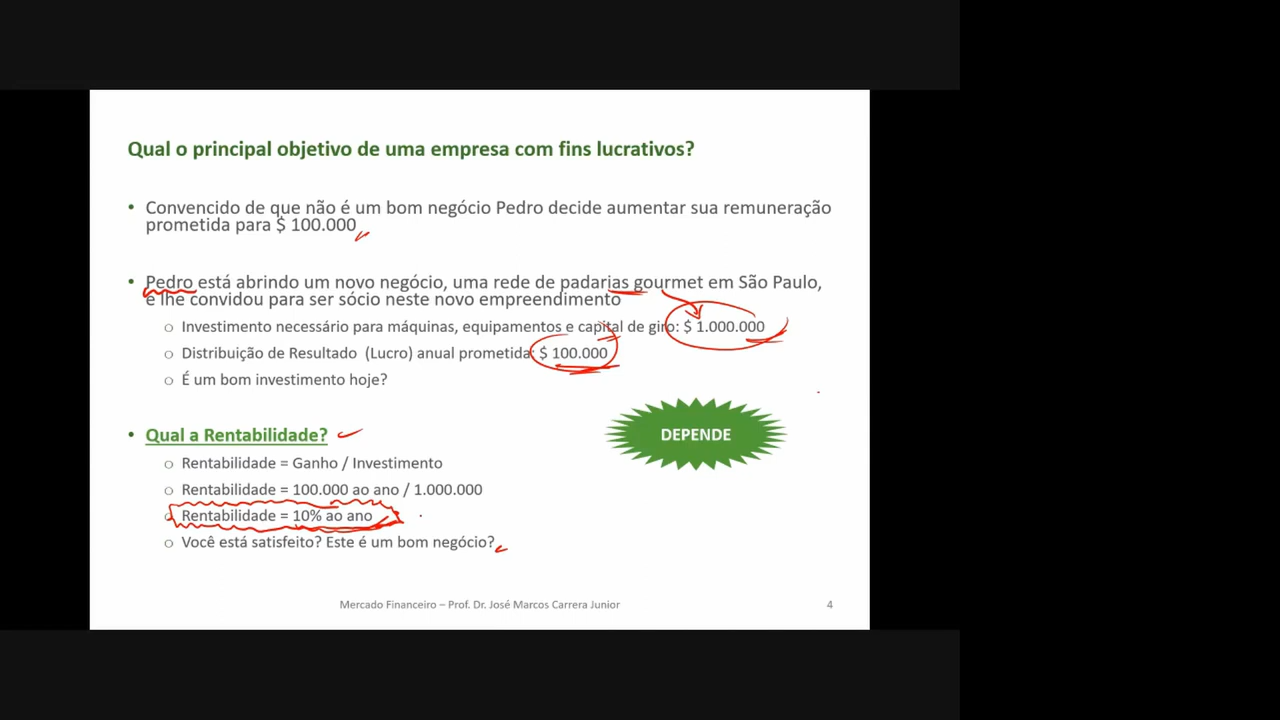 Qual o principal objetivo de uma empresa com fins lucrativos?
• Convencido de que não é um bom negócio Pedro decide aumentar sua remuneração
prometida para $ 100.000
• Pedro está abrindo um novo negócio, uma rede de padarias gourmet em São Paulo,
e lhe convidou para ser sócio neste novo empreendimento
o Investimento necessário para máquinas, equipamentos e capital de giro: $ 1.000.000
o Distribuição de Resultado (Lucro) anual prometida: $ 100.000
o É um bom investimento hoje?
• Qual a Rentabilidade?
DEPENDE
o Rentabilidade = Ganho / Investimento
o Rentabilidade = 100.000 ao ano / 1.000.000
o Rentabilidade = 10% ao ano
o Você está satisfeito? Este é um bom negócio?
Mercado Financeiro – Prof. Dr. José Marcos Carrera Junior
4